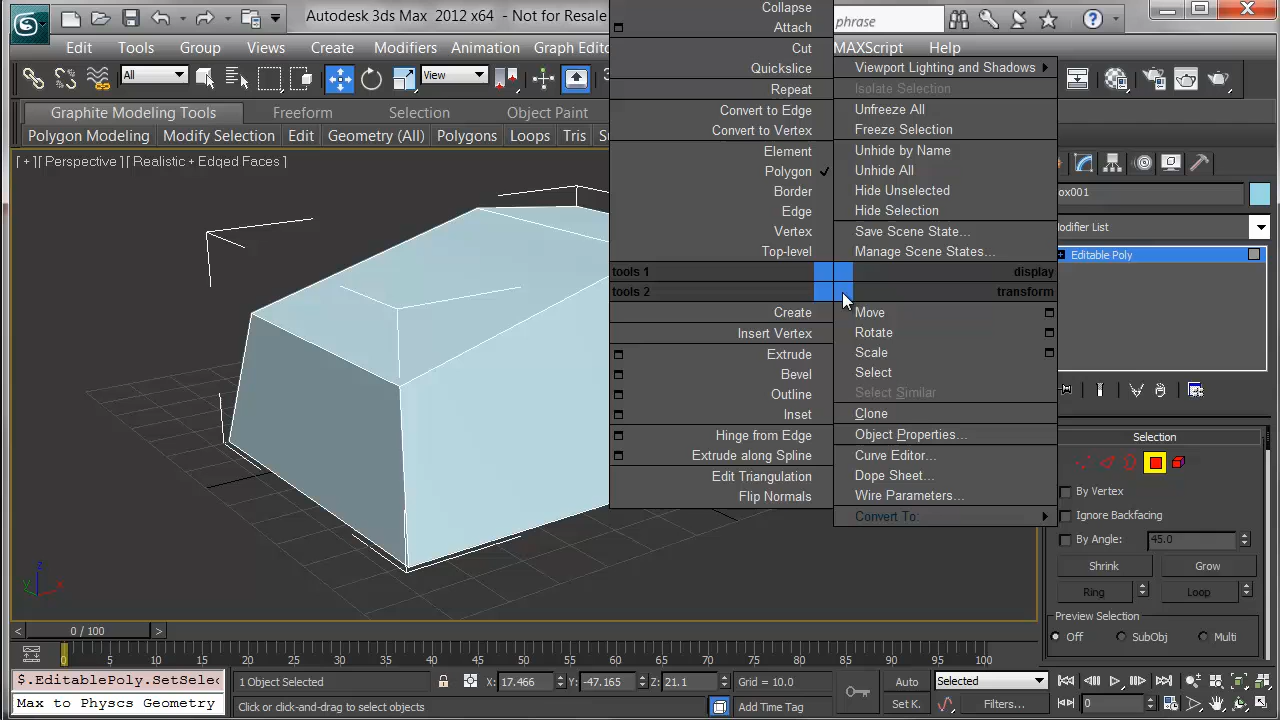 Autodesk 3ds Max 2012 x64 - Not for Resale
phrase
Edit Tools Group Views Create Modifiers Animation Graph Editor MAXScript Help
All View
Graphite Modeling Tools Freeform Selection Object Paint
Polygon Modeling Modify Selection Edit Geometry (All) Polygons Loops Tris
[ + ] [ Perspective ] [ Realistic + Edged Faces ]
Collapse
Attach
Cut
Quickslice
Repeat
Convert to Edge
Convert to Vertex
Element
Polygon
Border
Edge
Vertex
Top-level
tools 1
tools 2
Create
Insert Vertex
Extrude
Bevel
Outline
Inset
Hinge from Edge
Extrude along Spline
Edit Triangulation
Flip Normals
Viewport Lighting and Shadows
Isolate Selection
Unfreeze All
Freeze Selection
Unhide by Name
Unhide All
Hide Unselected
Hide Selection
Save Scene State...
Manage Scene States...
display
transform
Move
Rotate
Scale
Select
Select Similar
Clone
Object Properties...
Curve Editor...
Dope Sheet...
Wire Parameters...
Convert To:
ox001
odifier List
Editable Poly
Selection
By Vertex
Ignore Backfacing
By Angle: 45.0
Shrink Grow
Ring Loop
Preview Selection
Off SubObj Multi
z
y x
< 0 / 100 >
0 5 10 15 20 25 30 35 40 45 50 55 60 65 70 75 80 85 90 95 100
$.EditablePoly.SetSelec
Max to Physcs Geometry
1 Object Selected X: 17.466 Y: -47.165 Z: 21.1 Grid = 10.0
Click or click-and-drag to select objects Add Time Tag
Auto Selected
Set K. Filters... 0